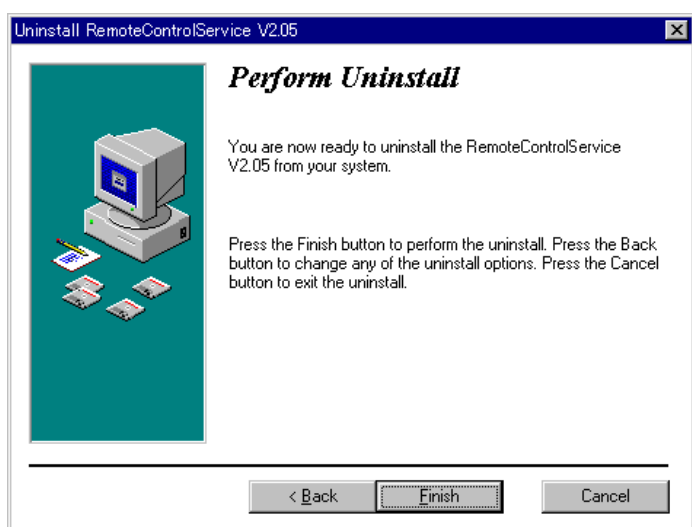 Uninstall RemoteControlService V2.05
Perform Uninstall
You are now ready to uninstall the RemoteControlService
V2.05 from your system.
Press the Finish button to perform the uninstall. Press the Back
button to change any of the uninstall options. Press the Cancel
button to exit the uninstall.
< Back
Finish
Cancel